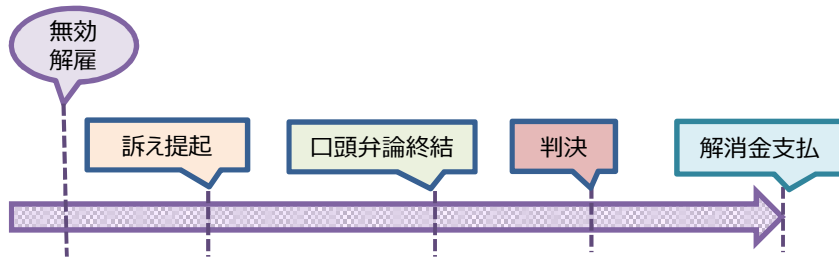 無効
解雇
訴え提起
口頭弁論終結
判決
解消金支払